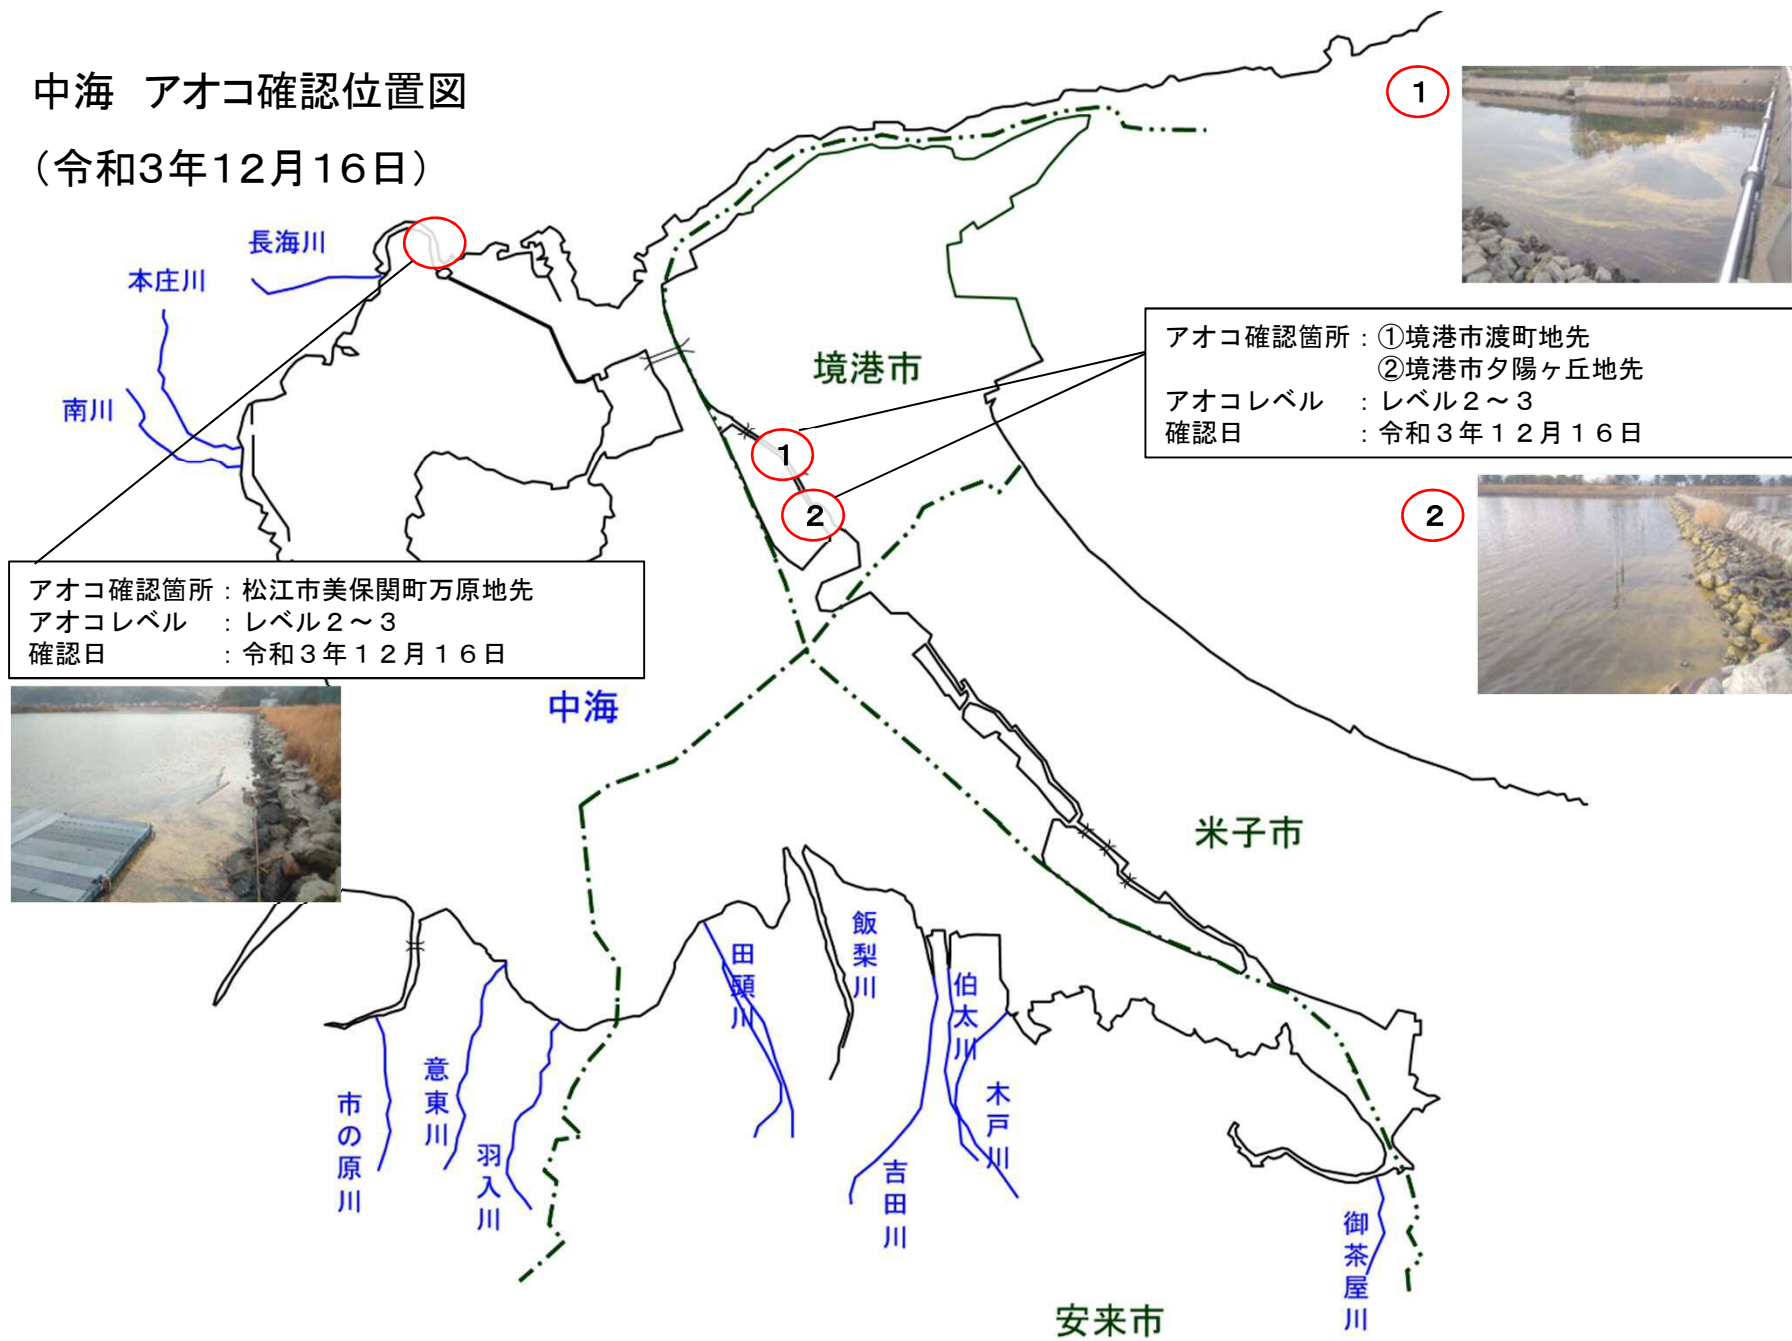 中海　アオコ確認位置図
（令和3年12月16日）
1
長海川
本庄川
南川
境港市
アオコ確認箇所：①境港市渡町地先
②境港市夕陽ヶ丘地先
アオコレベル　：レベル２～３
確認日　　　　：令和３年１２月１６日
1
2
2
アオコ確認箇所：松江市美保関町万原地先
アオコレベル　：レベル２～３
確認日　　　　：令和３年１２月１６日
中海
米子市
田頭川
飯梨川
伯太川
市の原川
意東川
羽入川
木戸川
吉田川
御茶屋川
安来市